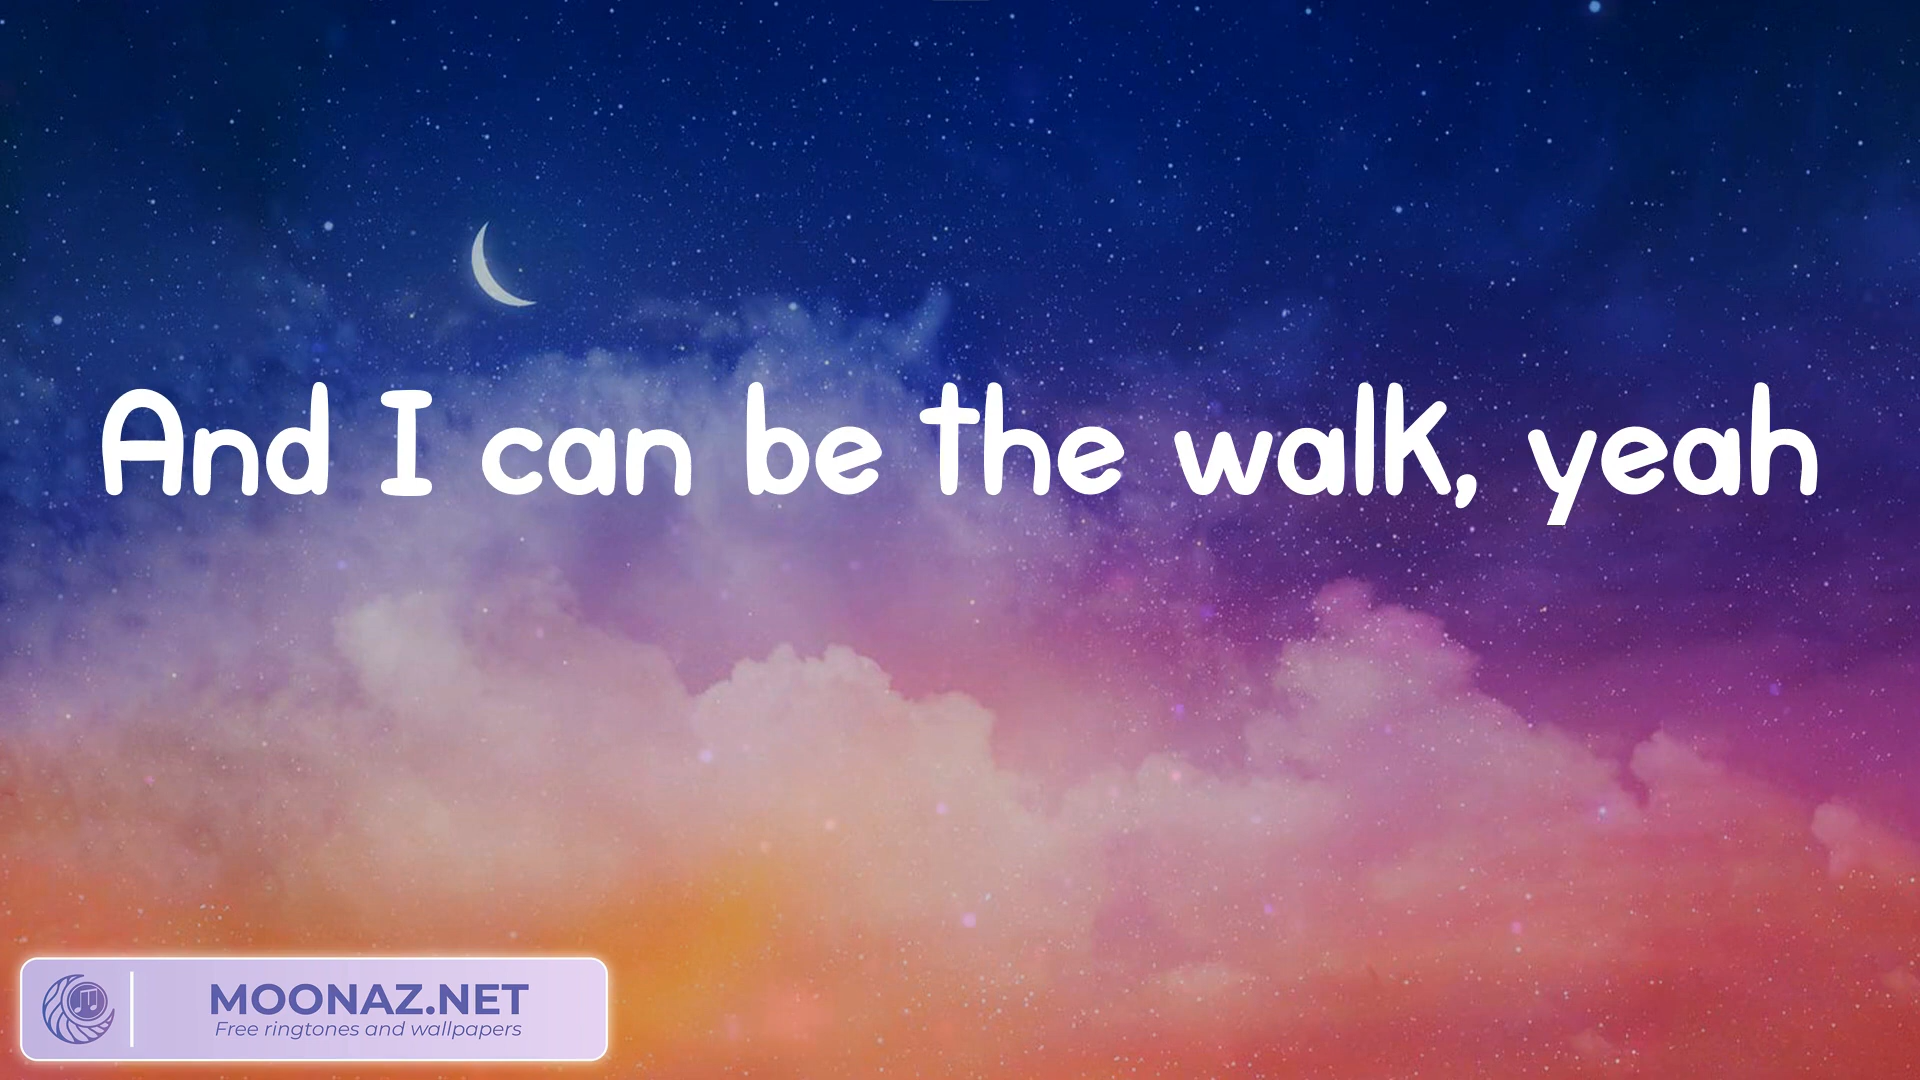 And I can be the walk, yeah
MOONAZ.NET
Free ringtones and wallpapers